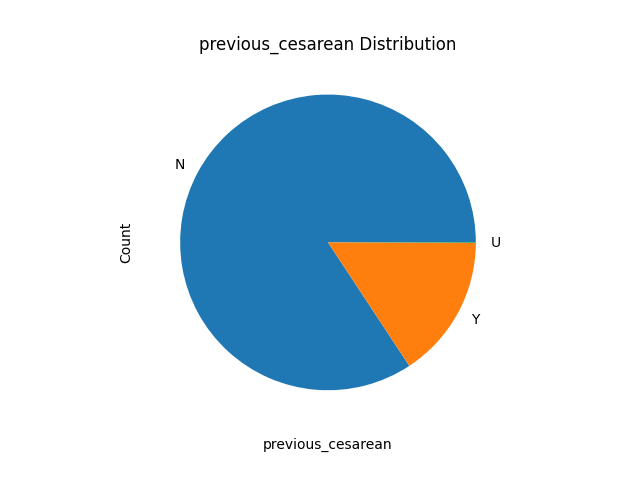 previous_cesarean Distribution
N
Count
U
Y
previous_cesarean